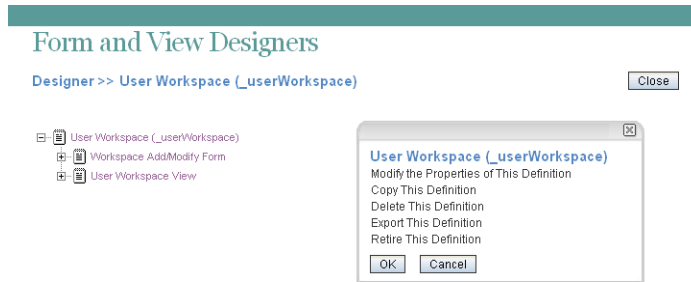 Form and View Designers
Designer >> User Workspace (_userWorkspace)
Close
User Workspace (_userWorkspace)
Workspace Add/Modify Form
User Workspace View
User Workspace (_userWorkspace)
Modify the Properties of This Definition
Copy This Definition
Delete This Definition
Export This Definition
Retire This Definition
OK Cancel